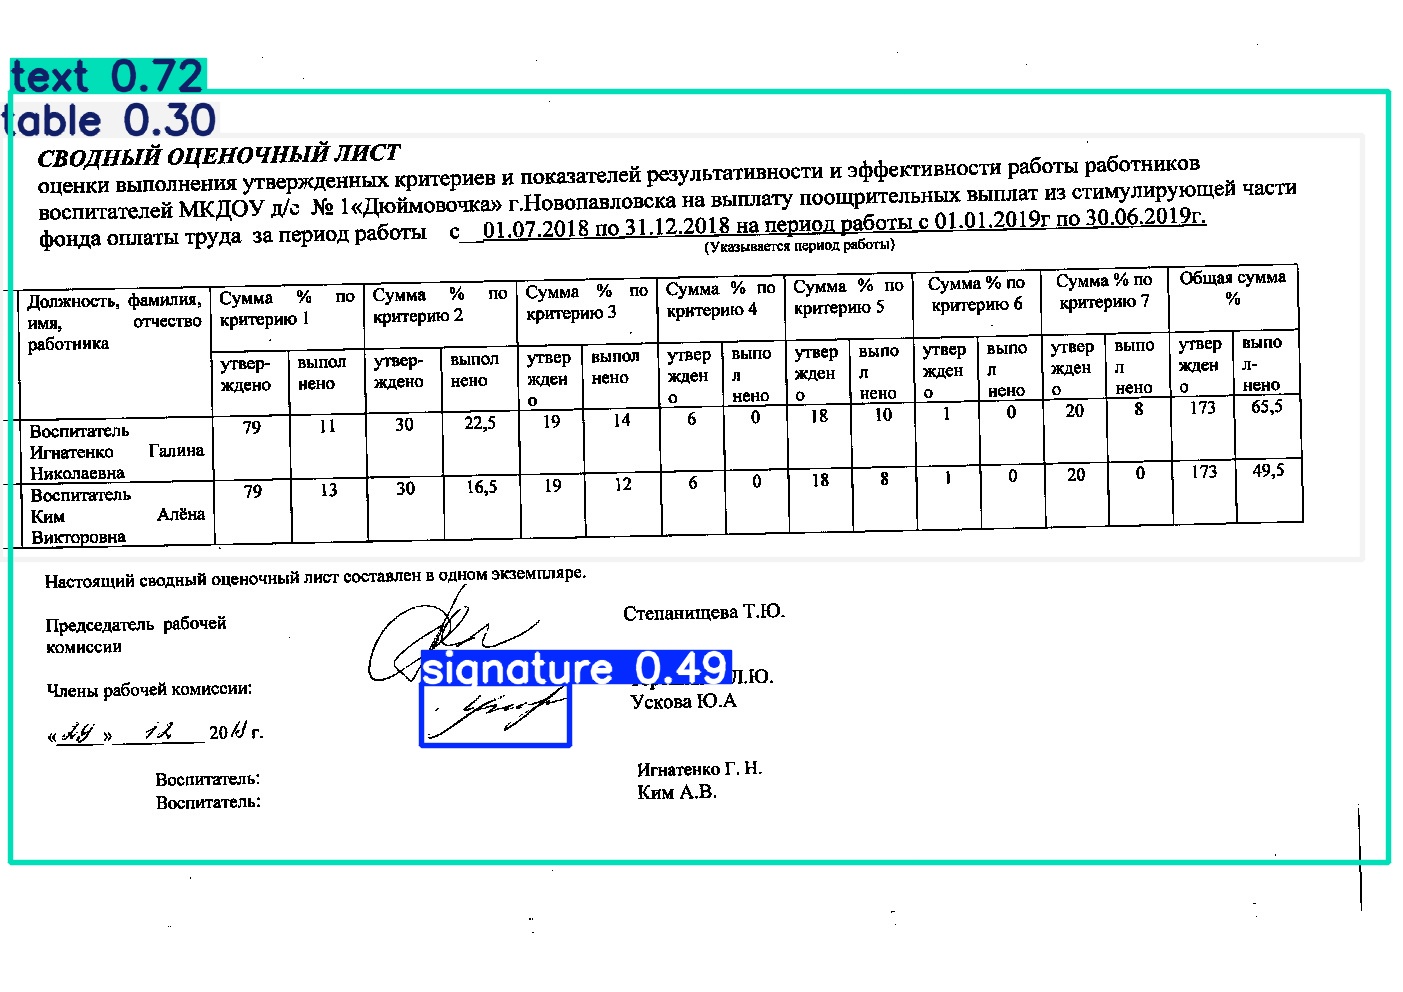 text 0.72
table 0.30
СВОДНЫЙ ОЦЕНОЧНЫЙ ЛИСТ
оценки выполнения утвержденных критериев и показателей результативности и эффективности работы работников
воспитателей МКДОУ д/с № 1«Дюймовочка» г.Новопавловска на выплату поощрительных выплат из стимулирующей части
фонда оплаты труда за период работы с 01.07.2018 по 31.12.2018 на период работы с 01.01.2019г по 30.06.2019г.
(Указывается период работы)
Должность, фамилия, имя, отчество работника Сумма % по критерию 1 Сумма % по критерию 2 Сумма % по критерию 3 Сумма % по критерию 4 Сумма % по критерию 5 Сумма % по критерию 6 Сумма % по критерию 7 Общая сумма %
утвер-ждено выпол нено утвер-ждено выпол нено утвер жден о выпол нено утвер жден о выпо л нено утвер жден о выпо л нено утвер жден о выпо л нено утвер жден о выпо л нено утвер жден о выпо л-нено
Воспитатель Игнатенко Галина Николаевна 79 11 30 22,5 19 14 6 0 18 10 1 0 20 8 173 65,5
Воспитатель Ким Алёна Викторовна 79 13 30 16,5 19 12 6 0 18 8 1 0 20 0 173 49,5
Настоящий сводный оценочный лист составлен в одном экземпляре.
Председатель рабочей
комиссии
Степанищева Т.Ю.
signature 0.49
Л.Ю.
Члены рабочей комиссии:
Ускова Ю.А
«29» 12 20 г.
Воспитатель: Игнатенко Г. Н.
Воспитатель: Ким А.В.